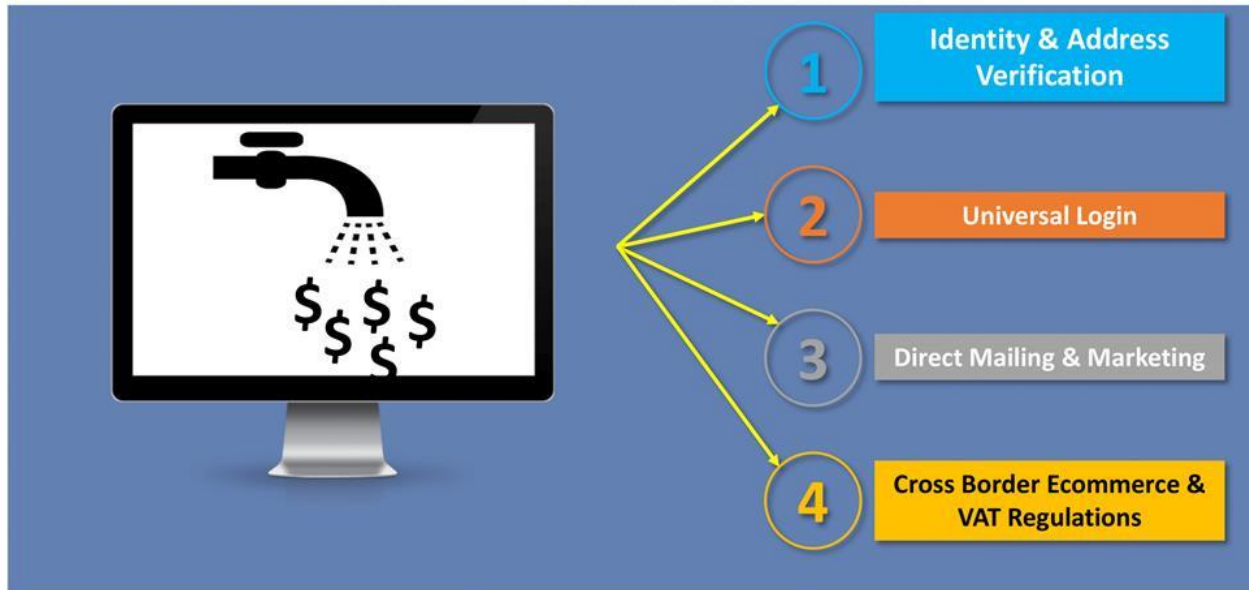 $ $ $
$
$
1
Identity & Address
Verification
2
Universal Login
3
Direct Mailing & Marketing
4
Cross Border Ecommerce &
VAT Regulations